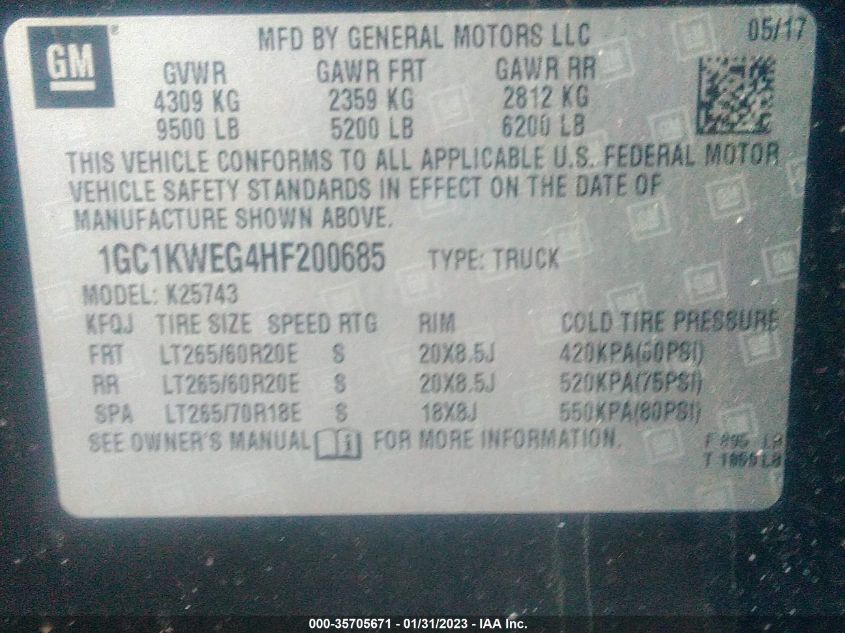 GM ® MFD BY GENERAL MOTORS LLC 05/17
GVWR GAWR FRT GAWR RR
4309 KG 2359 KG 2812 KG
9500 LB 5200 LB 6200 LB
THIS VEHICLE CONFORMS TO ALL APPLICABLE U.S. FEDERAL MOTOR
VEHICLE SAFETY STANDARDS IN EFFECT ON THE DATE OF
MANUFACTURE SHOWN ABOVE.
1GC1KWEG4HF200685 TYPE: TRUCK
MODEL: K25743
KFQJ TIRE SIZE SPEED RTG RIM COLD TIRE PRESSURE
FRT LT265/60R20E S 20X8.5J 420KPA(60PSI)
RR LT265/60R20E S 20X8.5J 520KPA(75PSI)
SPA LT265/70R18E S 18X8J 550KPA(80PSI)
SEE OWNER'S MANUAL FOR MORE INFORMATION.
F 895 LB
T LB
000-35705671 - 01/31/2023 - IAA Inc.